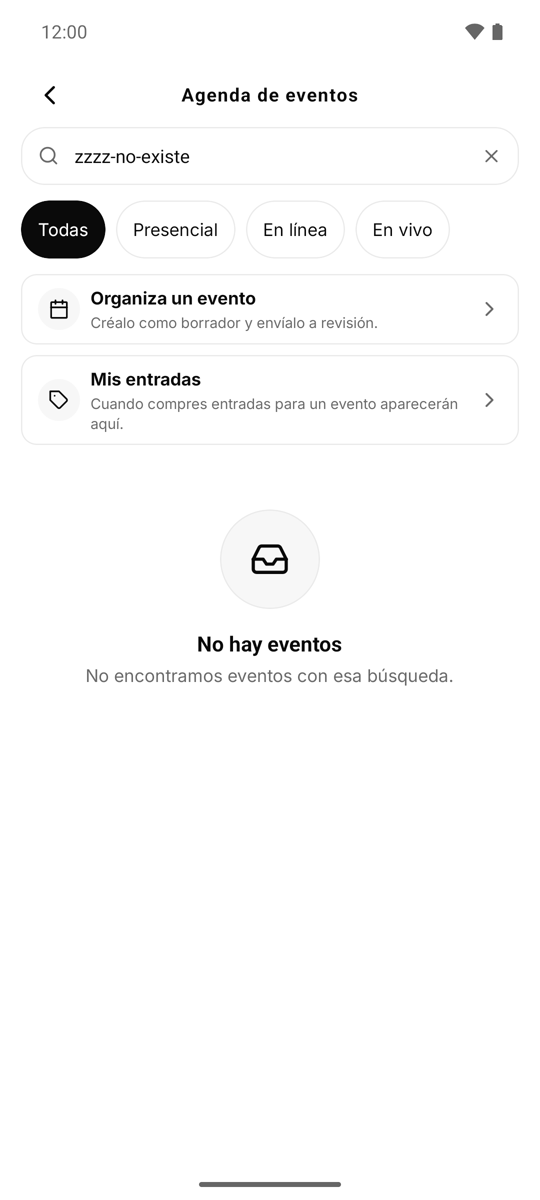 12:00
Agenda de eventos
zzzz-no-existe
Todas
Presencial
En línea
En vivo
Organiza un evento
Créalo como borrador y envíalo a revisión.
Mis entradas
Cuando compres entradas para un evento aparecerán
aquí.
No hay eventos
No encontramos eventos con esa búsqueda.